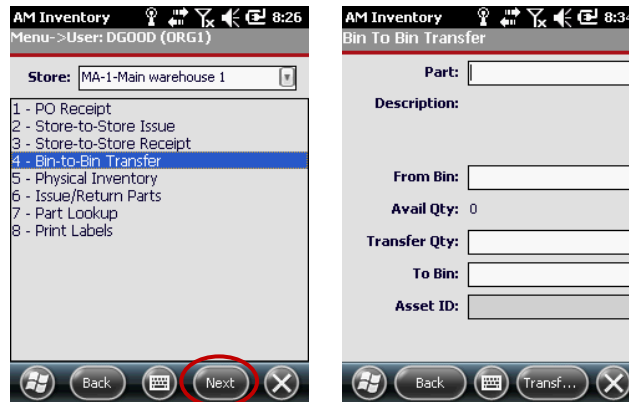 AM Inventory 8:26
Menu->User: DGOOD (ORG1)
Store: MA-1-Main warehouse 1
1 - PO Receipt
2 - Store-to-Store Issue
3 - Store-to-Store Receipt
4 - Bin-to-Bin Transfer
5 - Physical Inventory
6 - Issue/Return Parts
7 - Part Lookup
8 - Print Labels
Back Next
AM Inventory 8:34
Bin To Bin Transfer
Part:
Description:
From Bin:
Avail Qty: 0
Transfer Qty:
To Bin:
Asset ID:
Back Transf...